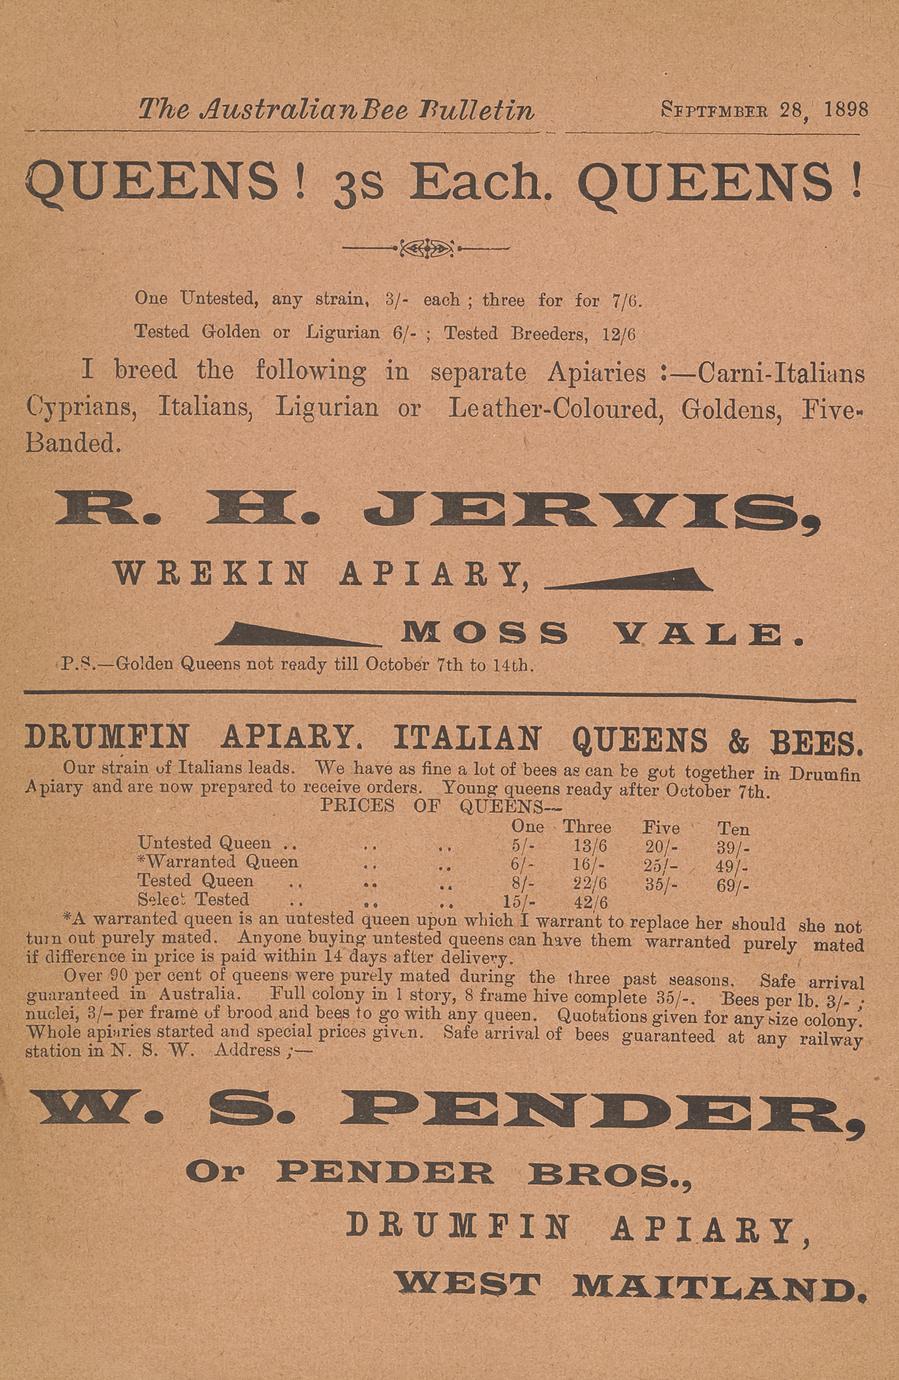 The Australian Bee Bulletin SEPTEMBER 28, 1898
QUEENS! 3s Each. QUEENS!
One Untested, any strain, 3/- each ; three for for 7/6.
Tested Golden or Ligurian 6/- ; Tested Breeders, 12/6
I breed the following in separate Apiaries :—Carni-Italians
Cyprians, Italians, Ligurian or Leather-Coloured, Goldens, Five-
Banded.
R. H. JERVIS,
WREKIN APIARY,
MOSS VALE.
P.S.—Golden Queens not ready till October 7th to 14th.
DRUMFIN APIARY. ITALIAN QUEENS & BEES.
Our strain of Italians leads. We have as fine a lot of bees as can be got together in Drumfin
Apiary and are now prepared to receive orders. Young queens ready after October 7th.
PRICES OF QUEENS—
One Three Five Ten
Untested Queen .. .. .. 5/- 13/6 20/- 39/-
*Warranted Queen .. .. 6/- 16/- 25/- 49/-
Tested Queen .. .. .. 8/- 22/6 35/- 69/-
Select Tested .. .. .. 15/- 42/6
*A warranted queen is an untested queen upon which I warrant to replace her should she not
turn out purely mated. Anyone buying untested queens can have them warranted purely mated
if difference in price is paid within 14 days after delivery.
Over 90 per cent of queens were purely mated during the three past seasons. Safe arrival
guaranteed in Australia. Full colony in 1 story, 8 frame hive complete 35/-. Bees per lb. 3/- ;
nuclei, 3/- per frame of brood and bees to go with any queen. Quotations given for any size colony.
Whole apiaries started and special prices given. Safe arrival of bees guaranteed at any railway
station in N. S. W. Address ;—
W. S. PENDER,
Or PENDER BROS.,
DRUMFIN APIARY,
WEST MAITLAND.